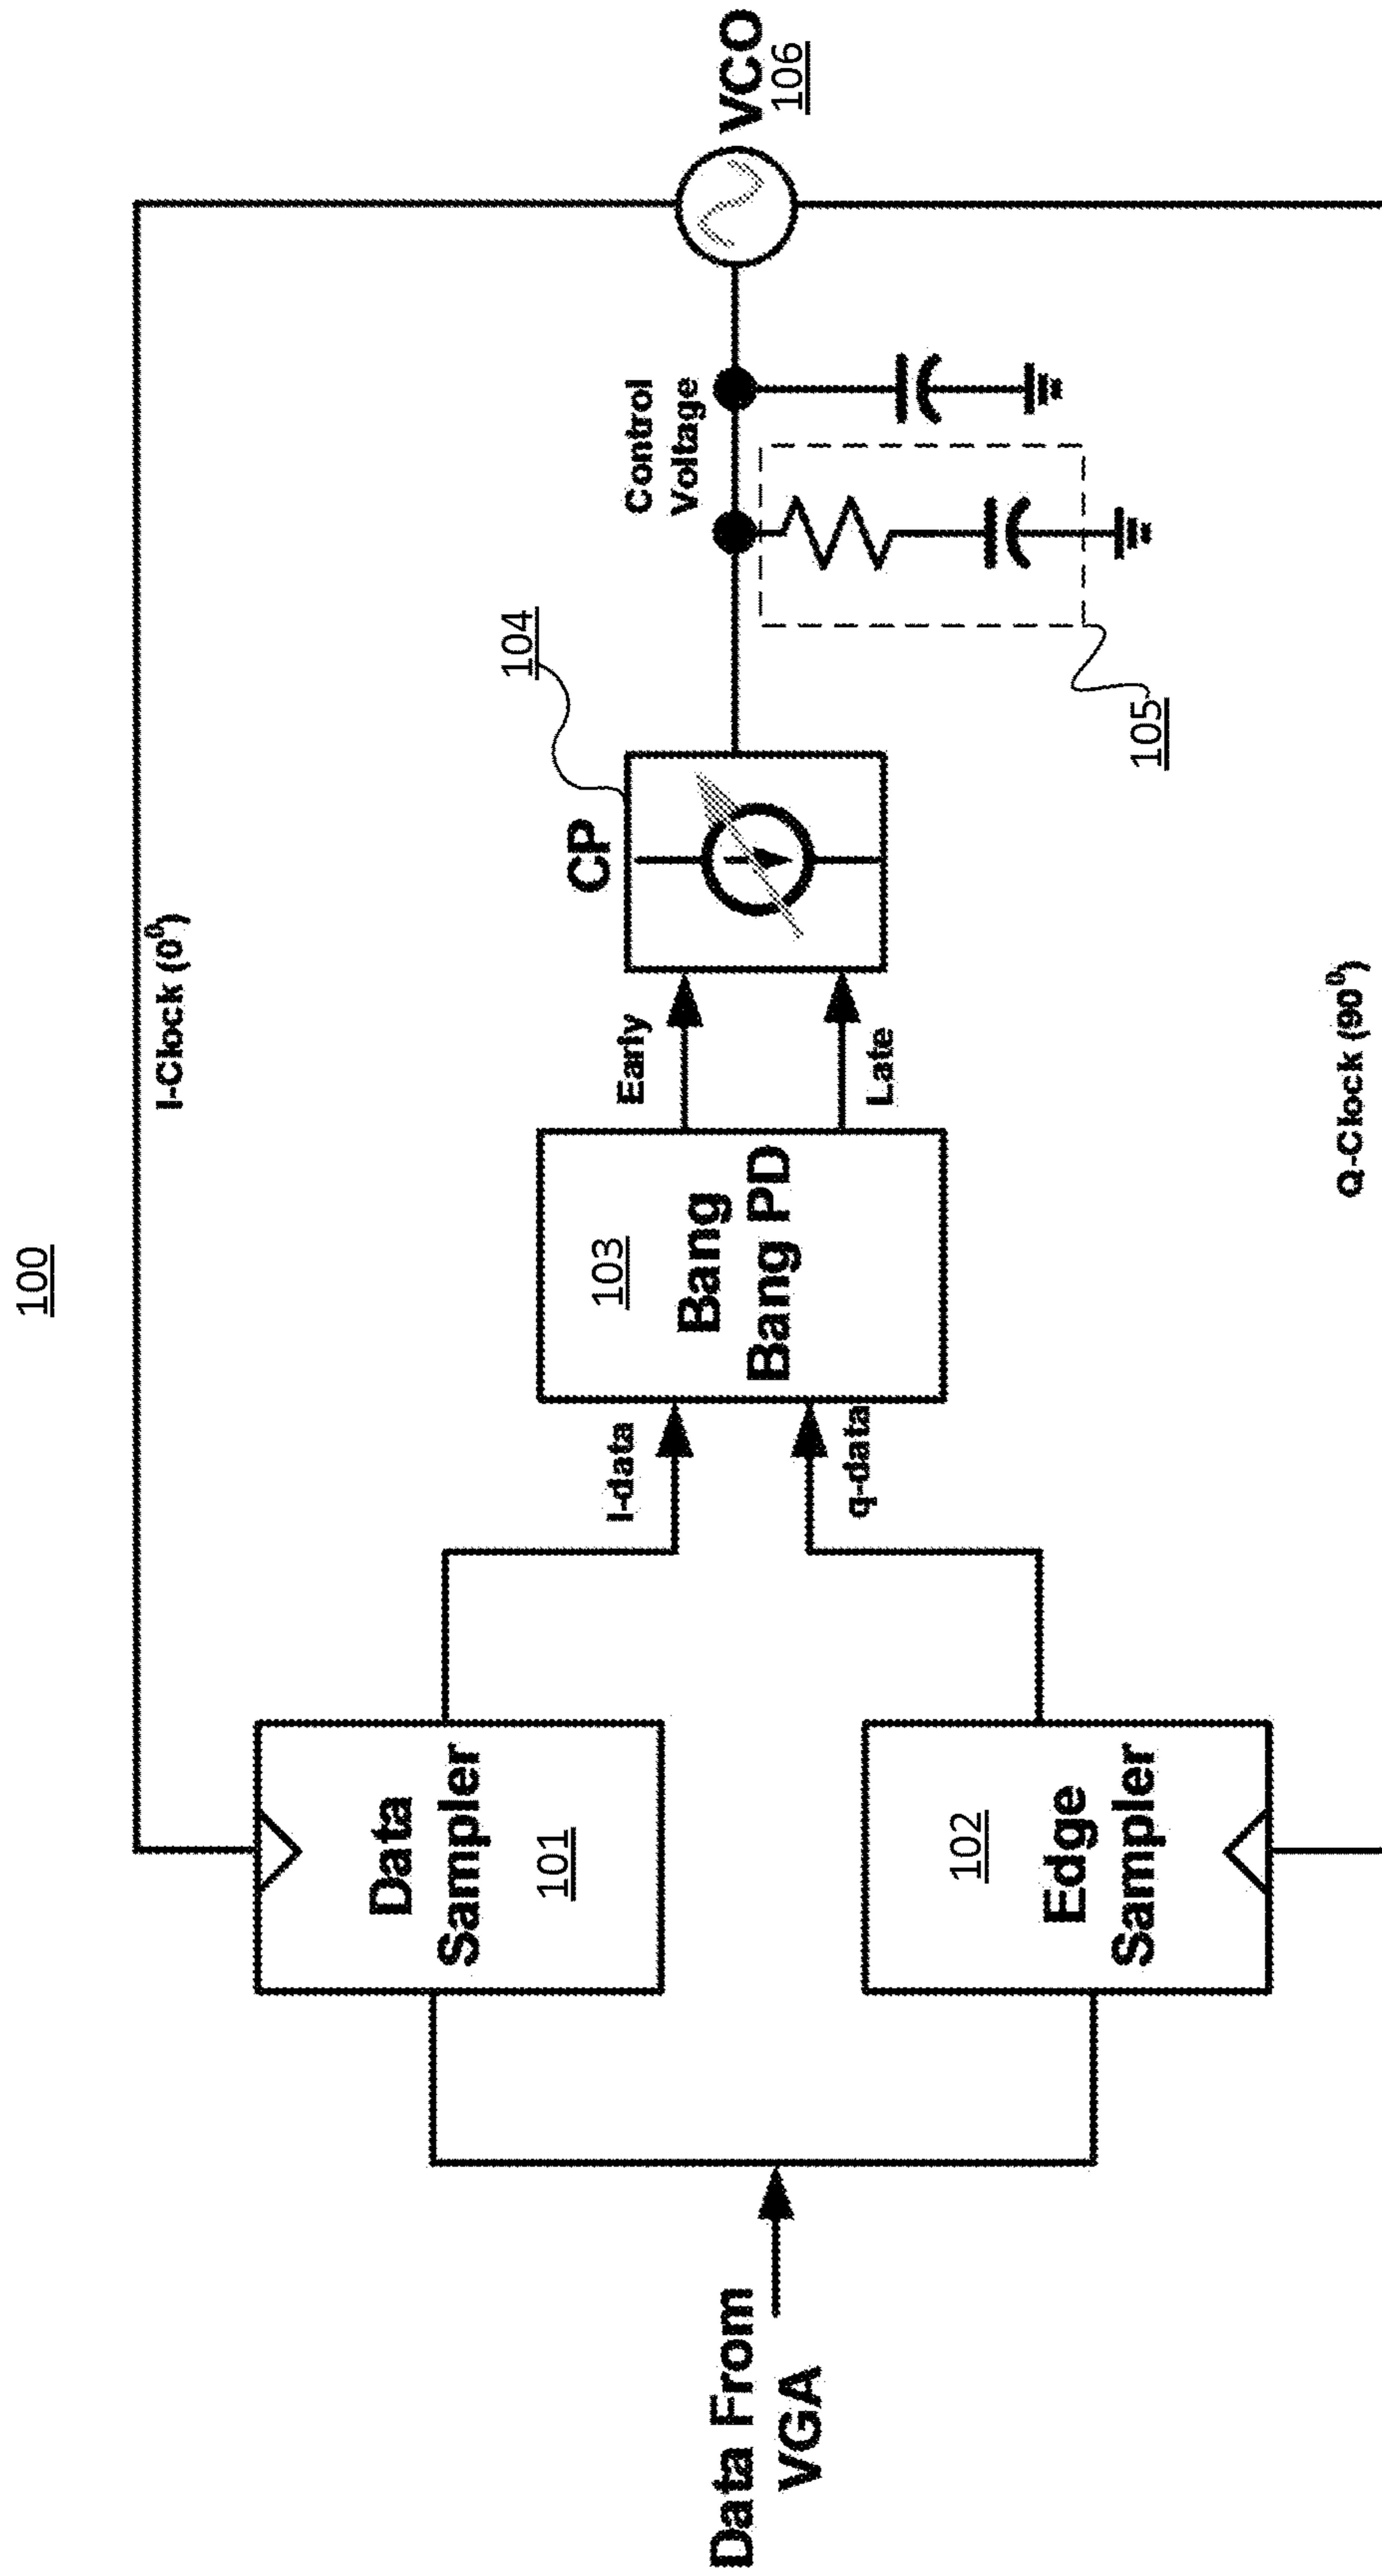 100
I-Clock (0⁰)
Data From
VGA
Data
Sampler
101
102
Edge
Sampler
I-data
q-data
103
Bang
Bang PD
Early
Late
CP
104
105
Control
Voltage
VCO
106
Q-Clock (90⁰)